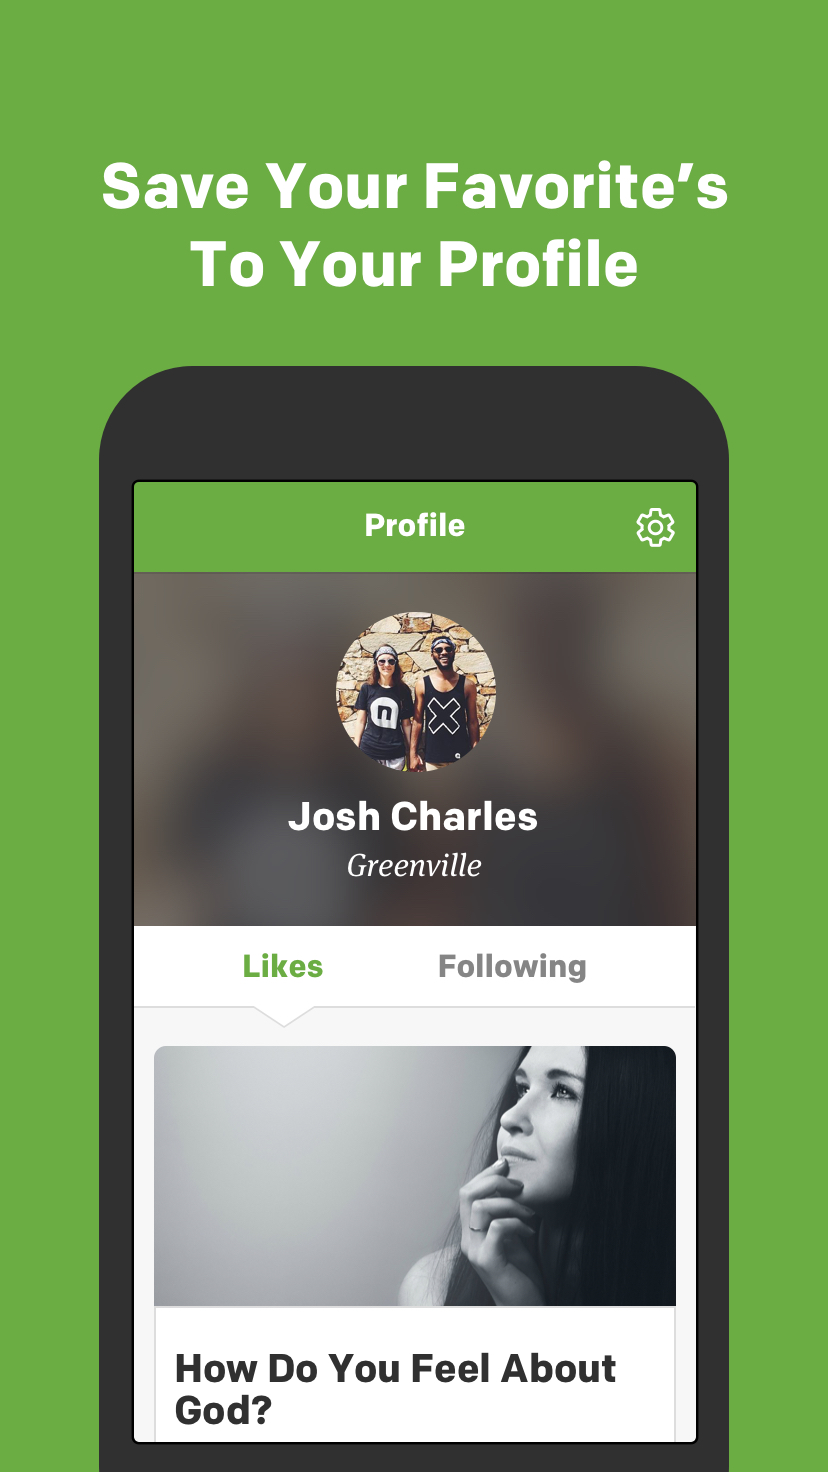 Save Your Favorite’s
To Your Profile
Profile
n
Josh Charles
Greenville
Likes Following
How Do You Feel About
God?